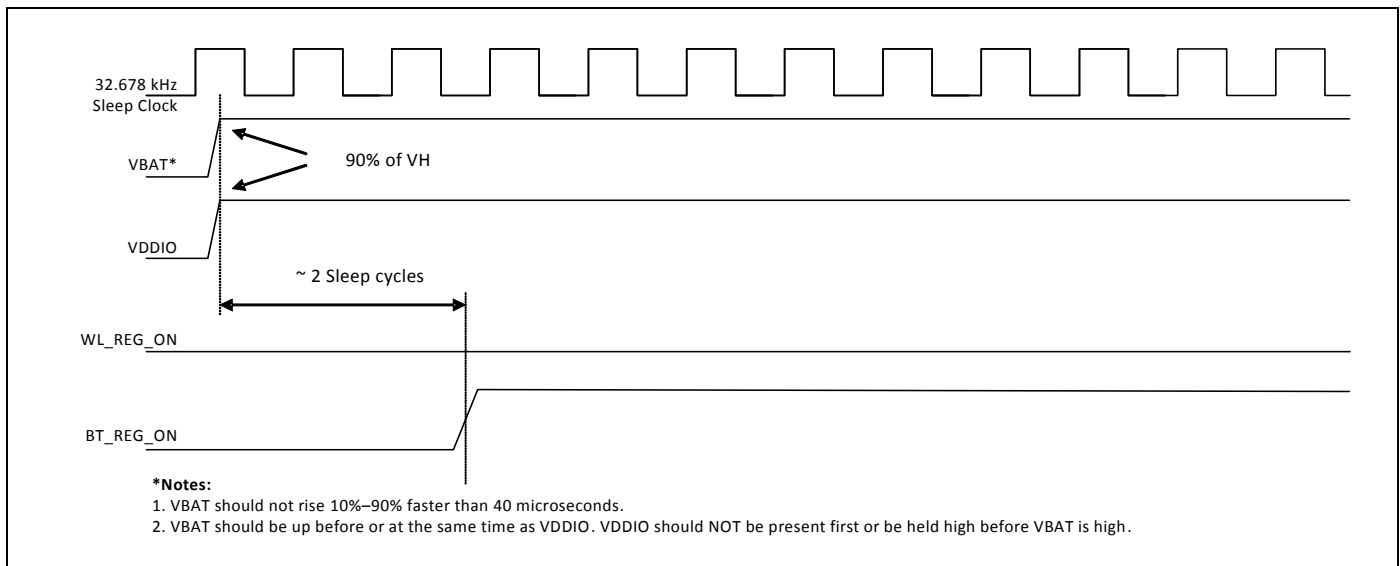 32.678 kHz
Sleep Clock
VBAT*
90% of VH
VDDIO
~ 2 Sleep cycles
WL_REG_ON
BT_REG_ON
*Notes:
1. VBAT should not rise 10%–90% faster than 40 microseconds.
2. VBAT should be up before or at the same time as VDDIO. VDDIO should NOT be present first or be held high before VBAT is high.